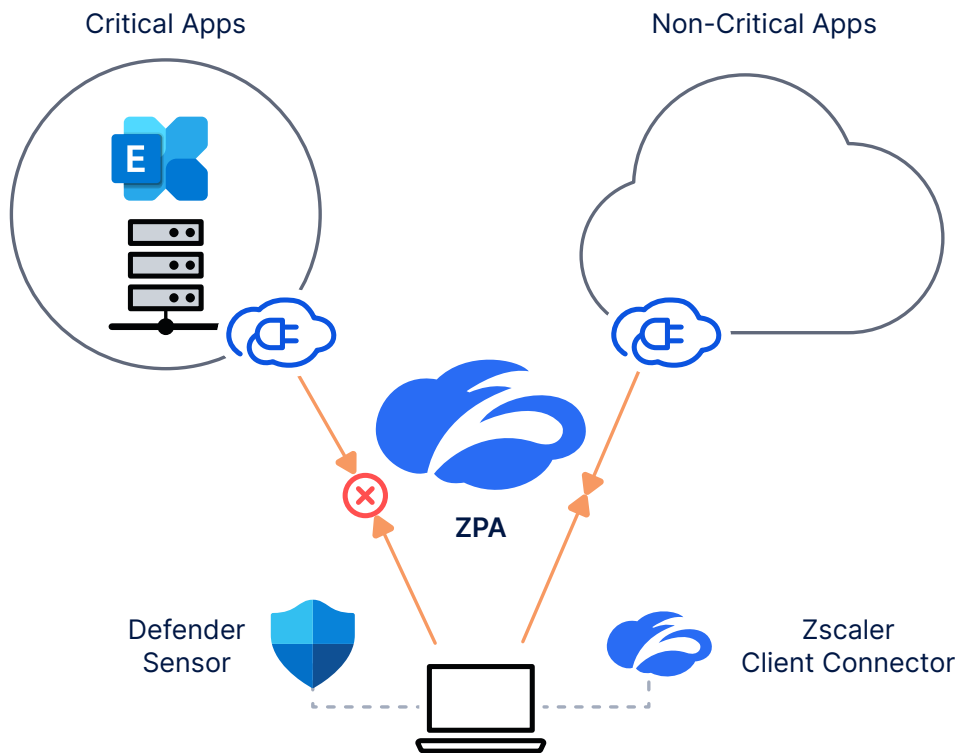 Critical Apps
Non-Critical Apps
E
ZPA
Defender
Sensor
Zscaler
Client Connector